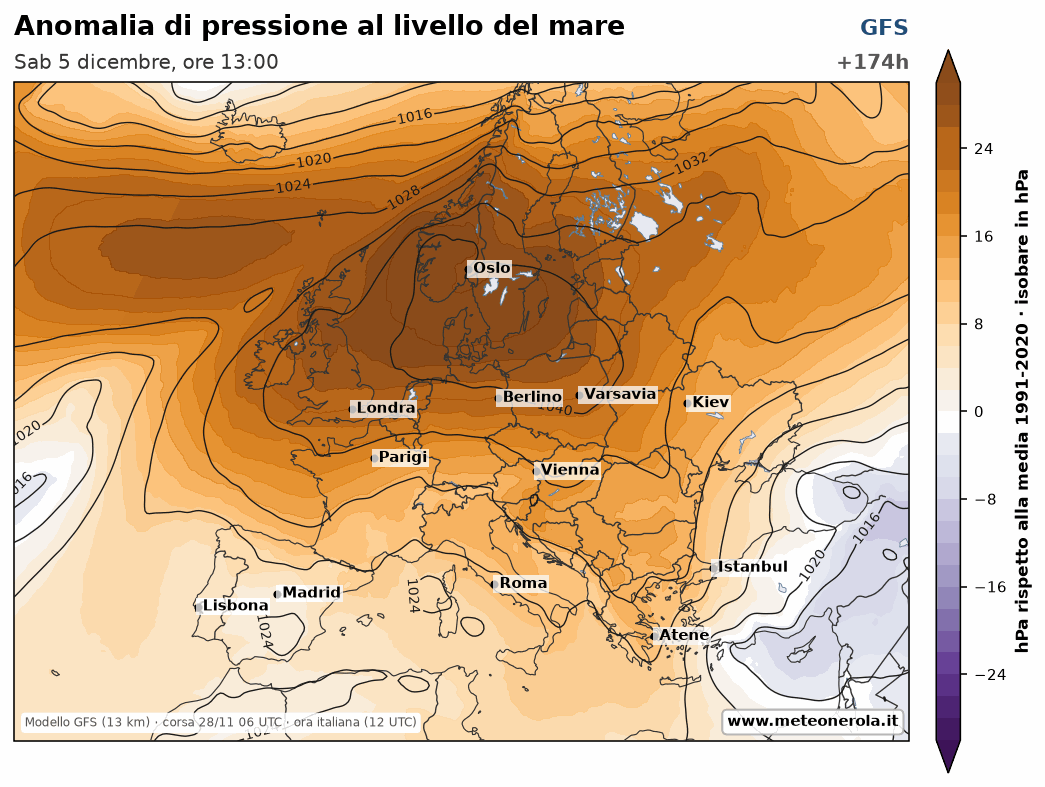 Anomalia di pressione al livello del mare
GFS
Sab 5 dicembre, ore 13:00
+174h
1016
1020
1024
1028
1032
Oslo
24
16
8
0
−8
−16
−24
hPa rispetto alla media 1991-2020 · isobare in hPa
Londra
Berlino
Varsavia
Kiev
1040
1020
Parigi
Vienna
1016
1020
Istanbul
Madrid
Roma
Lisbona
1024
1024
Atene
Modello GFS (13 km) · corsa 28/11 06 UTC · ora italiana (12 UTC)
1024
www.meteonerola.it